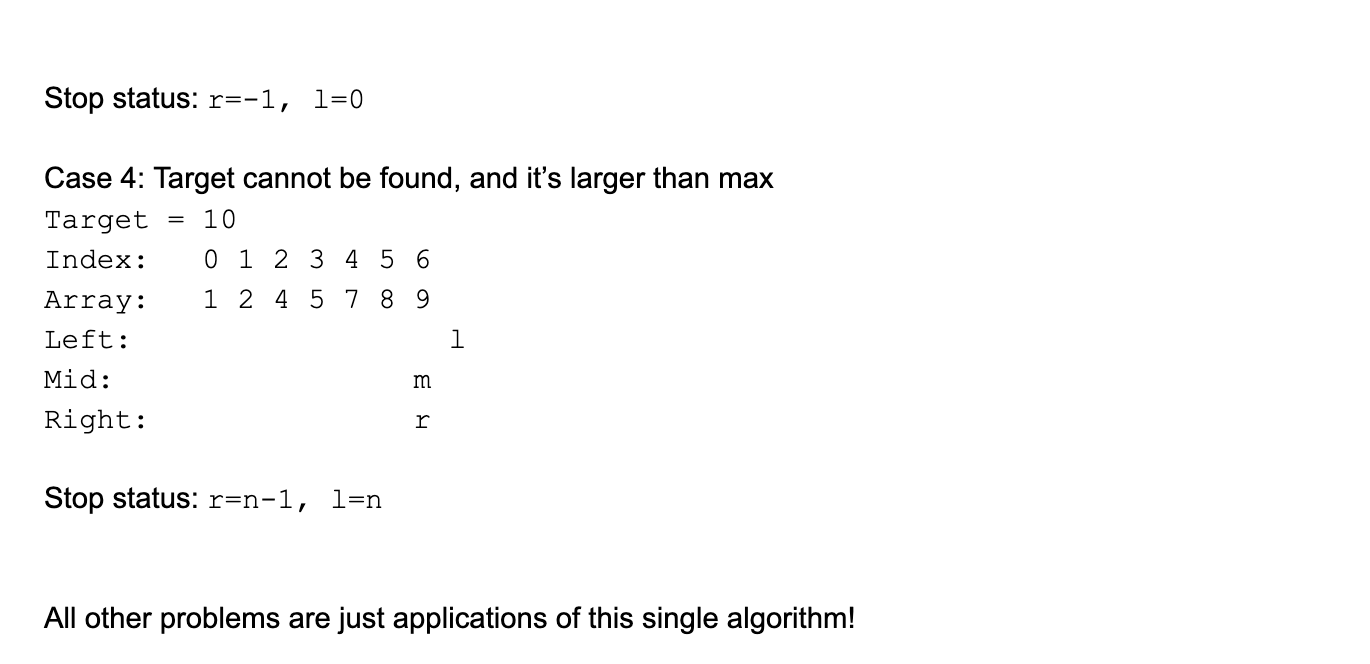 Stop status: r=-1, l=0
Case 4: Target cannot be found, and it’s larger than max
Target = 10
Index:   0 1 2 3 4 5 6
Array:   1 2 4 5 7 8 9
Left:                  l
Mid:                 m
Right:               r
Stop status: r=n-1, l=n
All other problems are just applications of this single algorithm!